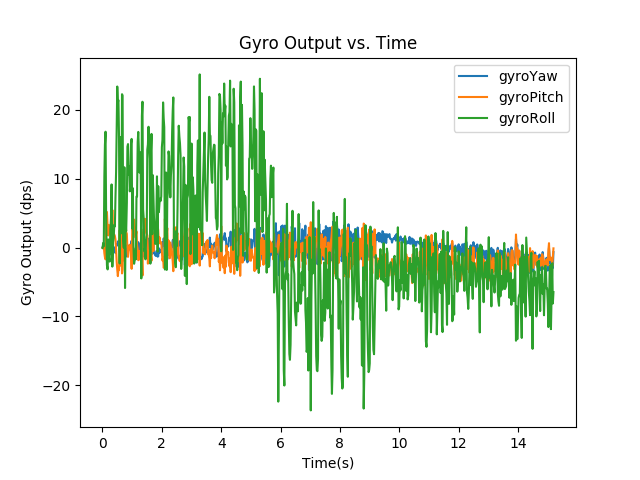 Gyro Output vs. Time
gyroYaw
gyroPitch
gyroRoll
Gyro Output (dps)
20
10
0
−10
−20
0 2 4 6 8 10 12 14
Time(s)